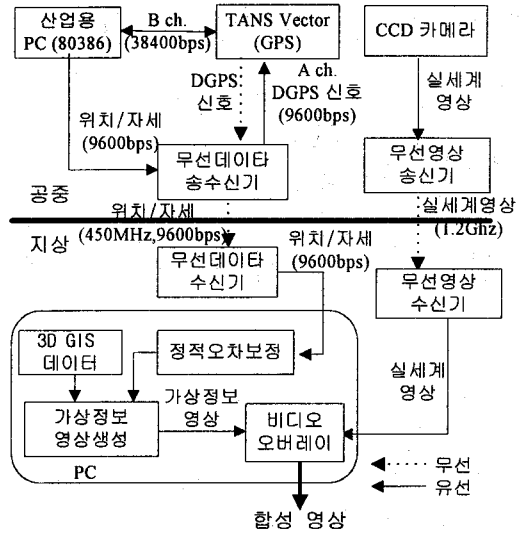 산업용
PC (80386)
B ch.
(38400bps)
TANS Vector
(GPS)
CCD 카메라
DGPS
신호
A ch.
DGPS 신호
(9600bps)
실세계
영상
위치/자세
(9600bps)
무선데이타
송수신기
무선영상
송신기
공중
위치/자세
실세계영상
지상
(450MHz,9600bps)
위치/자세
(9600bps)
(1.2Ghz)
무선데이타
수신기
무선영상
수신기
3D GIS
데이터
정적오차보정
실세계
영상
가상정보
영상생성
가상정보
영상
비디오
오버레이
PC
무선
유선
합성 영상